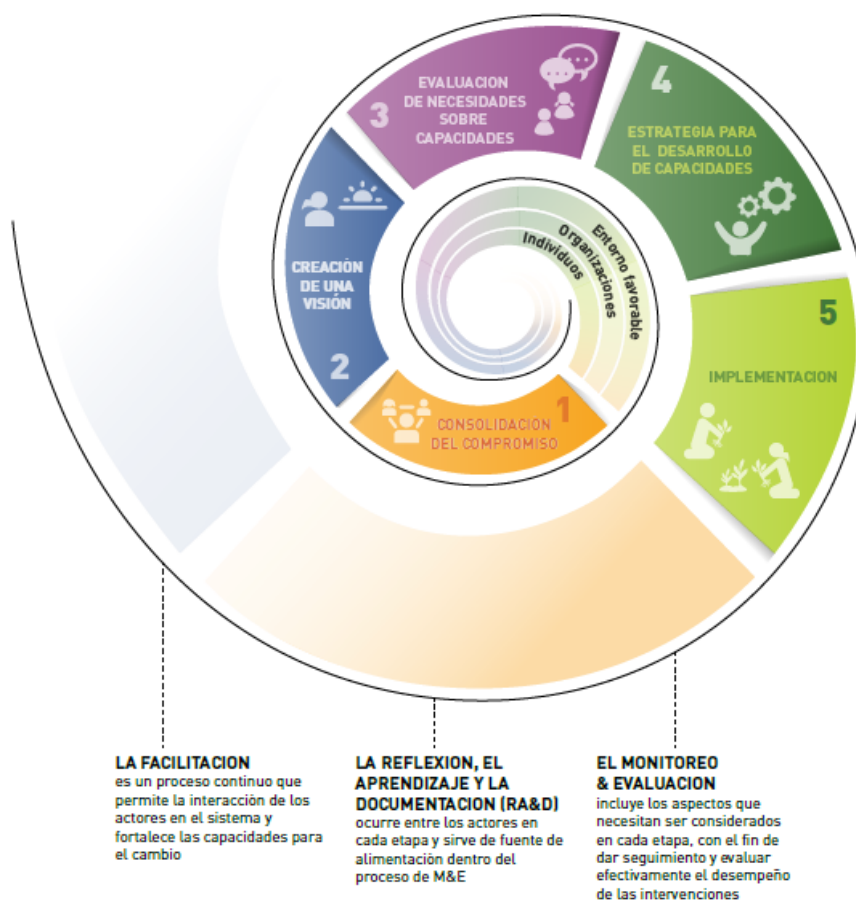 3
EVALUACION
DE NECESIDADES
SOBRE
CAPACIDADES
4
ESTRATEGIA PARA
EL DESARROLLO
DE CAPACIDADES
CREACIÓN
DE UNA
VISIÓN
2
Individuos
Organizaciones
Entorno favorable
5
IMPLEMENTACION
1
CONSOLIDACION
DEL COMPROMISO
LA FACILITACION
es un proceso continuo que
permite la interacción de los
actores en el sistema y
fortalece las capacidades para
el cambio
LA REFLEXION, EL
APRENDIZAJE Y LA
DOCUMENTACION (RA&D)
ocurre entre los actores en
cada etapa y sirve de fuente de
alimentación dentro del
proceso de M&E
EL MONITOREO
& EVALUACION
incluye los aspectos que
necesitan ser considerados
en cada etapa, con el fin de
dar seguimiento y evaluar
efectivamente el desempeño
de las intervenciones